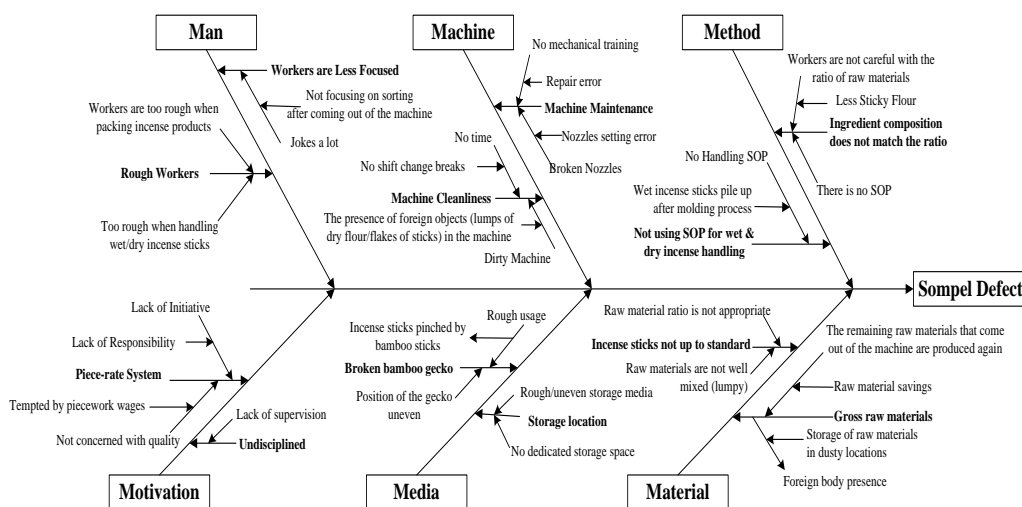 Man
Machine
Method
Workers are Less Focused
Not focusing on sorting
after coming out of the machine
Jokes a lot
Workers are too rough when
packing incense products
Rough Workers
Too rough when handling
wet/dry incense sticks
No mechanical training
Repair error
Machine Maintenance
Nozzles setting error
Broken Nozzles
No time
No shift change breaks
Machine Cleanliness
The presence of foreign objects (lumps of
dry flour/flakes of sticks) in the machine
Dirty Machine
Workers are not careful with the
ratio of raw materials
Less Sticky Flour
Ingredient composition
does not match the ratio
There is no SOP
No Handling SOP
Wet incense sticks pile up
after molding process
Not using SOP for wet &
dry incense handling
Sompel Defect
Lack of Initiative
Lack of Responsibility
Piece-rate System
Tempted by piecework wages
Not concerned with quality
Lack of supervision
Undisciplined
Rough usage
Incense sticks pinched by
bamboo sticks
Broken bamboo gecko
Position of the gecko
uneven
Rough/uneven storage media
Storage location
No dedicated storage space
Raw material ratio is not appropriate
Incense sticks not up to standard
Raw materials are not well
mixed (lumpy)
The remaining raw materials that come
out of the machine are produced again
Raw material savings
Gross raw materials
Storage of raw materials
in dusty locations
Foreign body presence
Motivation
Media
Material